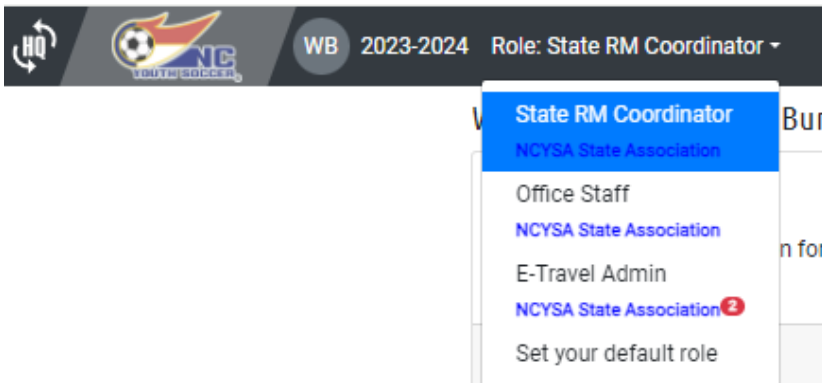 HQ
NC
YOUTH SOCCER
WB 2023-2024 Role: State RM Coordinator
State RM Coordinator
NCYSA State Association
Office Staff
NCYSA State Association
E-Travel Admin
NCYSA State Association 2
Set your default role